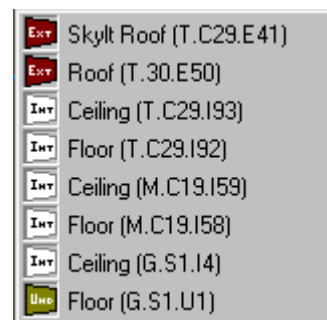 Ext Skylt Roof (T.C29.E41)
Ext Roof (T.30.E50)
Int Ceiling (T.C29.I93)
Int Floor (T.C29.I92)
Int Ceiling (M.C19.I59)
Int Floor (M.C19.I58)
Int Ceiling (G.S1.I4)
Und Floor (G.S1.U1)